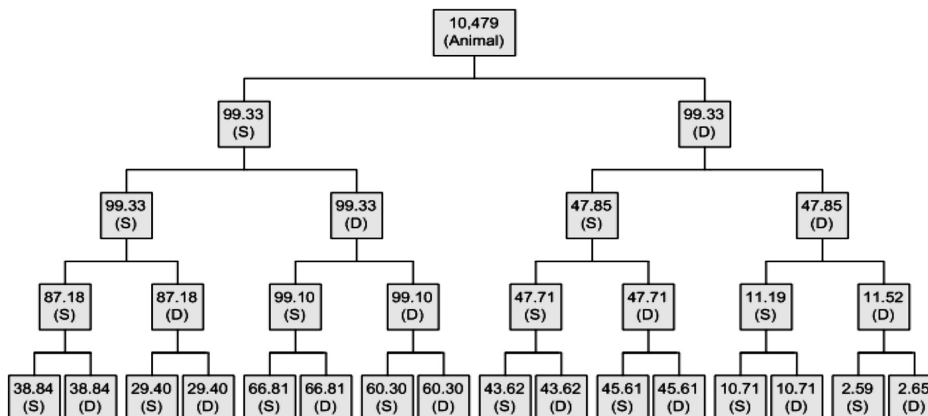 10,479
(Animal)
99.33
(S)
99.33
(D)
99.33
(S)
99.33
(D)
47.85
(S)
47.85
(D)
87.18
(S)
87.18
(D)
99.10
(S)
99.10
(D)
47.71
(S)
47.71
(D)
11.19
(S)
11.52
(D)
38.84
(S)
38.84
(D)
29.40
(S)
29.40
(D)
66.81
(S)
66.81
(D)
60.30
(S)
60.30
(D)
43.62
(S)
43.62
(D)
45.61
(S)
45.61
(D)
10.71
(S)
10.71
(D)
2.59
(S)
2.65
(D)